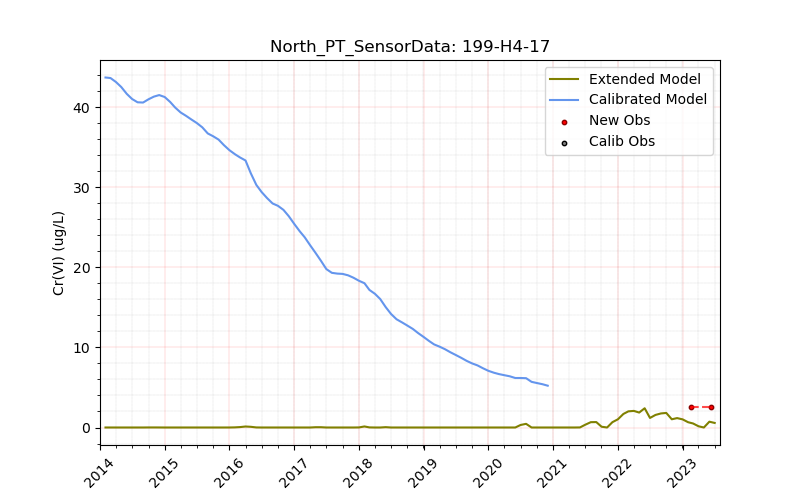 North_PT_SensorData: 199-H4-17
Extended Model
Calibrated Model
New Obs
Calib Obs
Cr(VI) (ug/L)
40
30
20
10
0
2014 2015 2016 2017 2018 2019 2020 2021 2022 2023